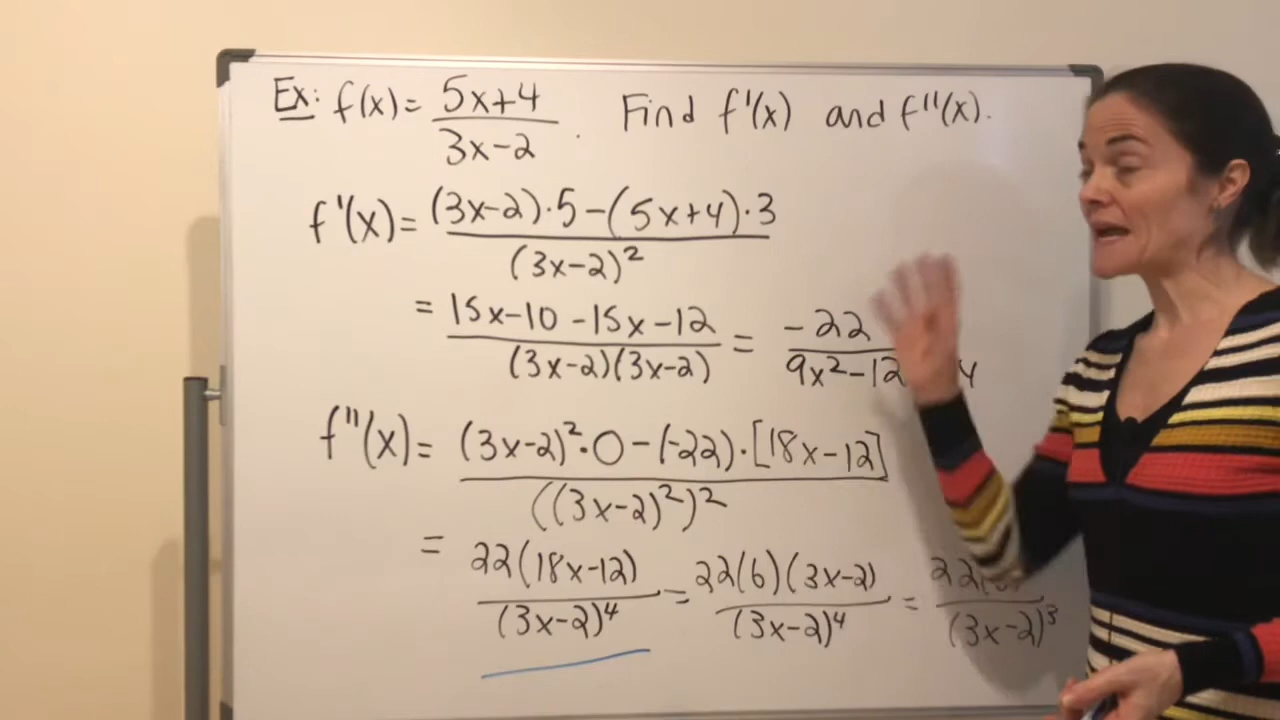 Ex: f(x) = (5x+4)/(3x-2). Find f'(x) and f''(x).
f'(x) = ((3x-2)·5-(5x+4)·3)/(3x-2)²
= (15x-10-15x-12)/((3x-2)(3x-2)) = -22/(9x²-12 4
f''(x) = ((3x-2)²·0-(-22)·[18x-12])/((3x-2)²)²
= 22(18x-12)/(3x-2)⁴ = 22(6)(3x-2)/(3x-2)⁴ = 22(/(3x-2)³